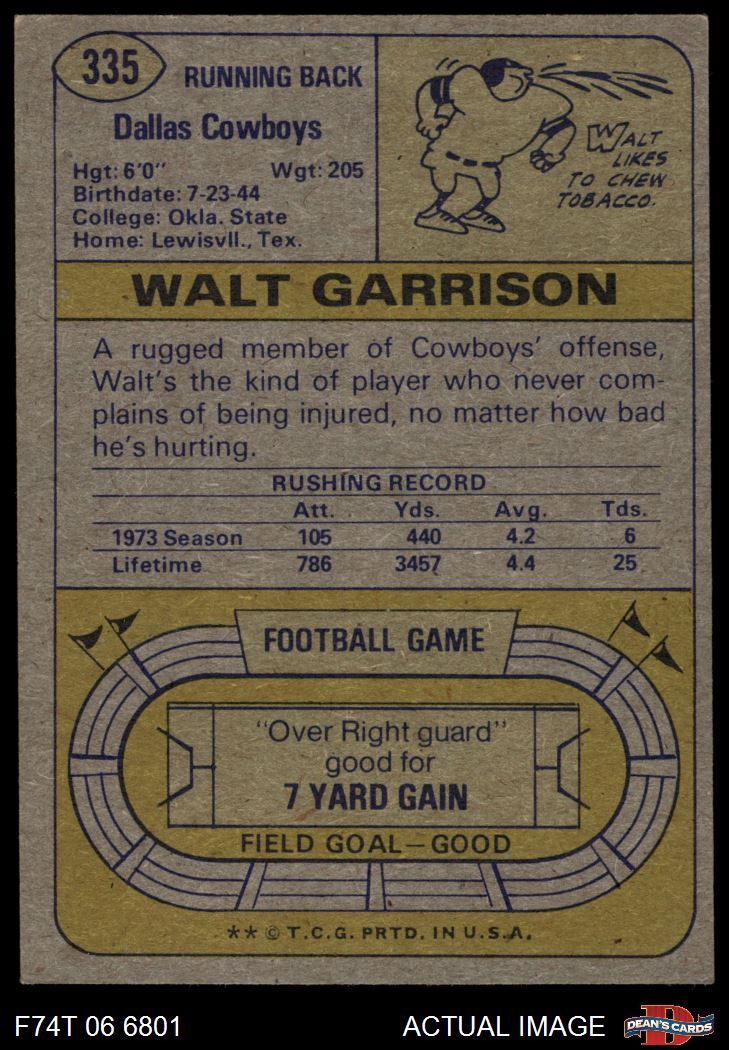 335 RUNNING BACK
Dallas Cowboys
Hgt: 6'0" Wgt: 205
Birthdate: 7-23-44
College: Okla. State
Home: Lewisvll., Tex.
WALT
LIKES
TO CHEW
TOBACCO.
WALT GARRISON
A rugged member of Cowboys' offense,
Walt's the kind of player who never com-
plains of being injured, no matter how bad
he's hurting.
RUSHING RECORD
Att. Yds. Avg. Tds.
1973 Season 105 440 4.2 6
Lifetime 786 3457 4.4 25
FOOTBALL GAME
"Over Right guard"
good for
7 YARD GAIN
FIELD GOAL—GOOD
** © T.C.G. PRTD. IN U.S.A.
F74T 06 6801 ACTUAL IMAGE D DEAN'S CARDS